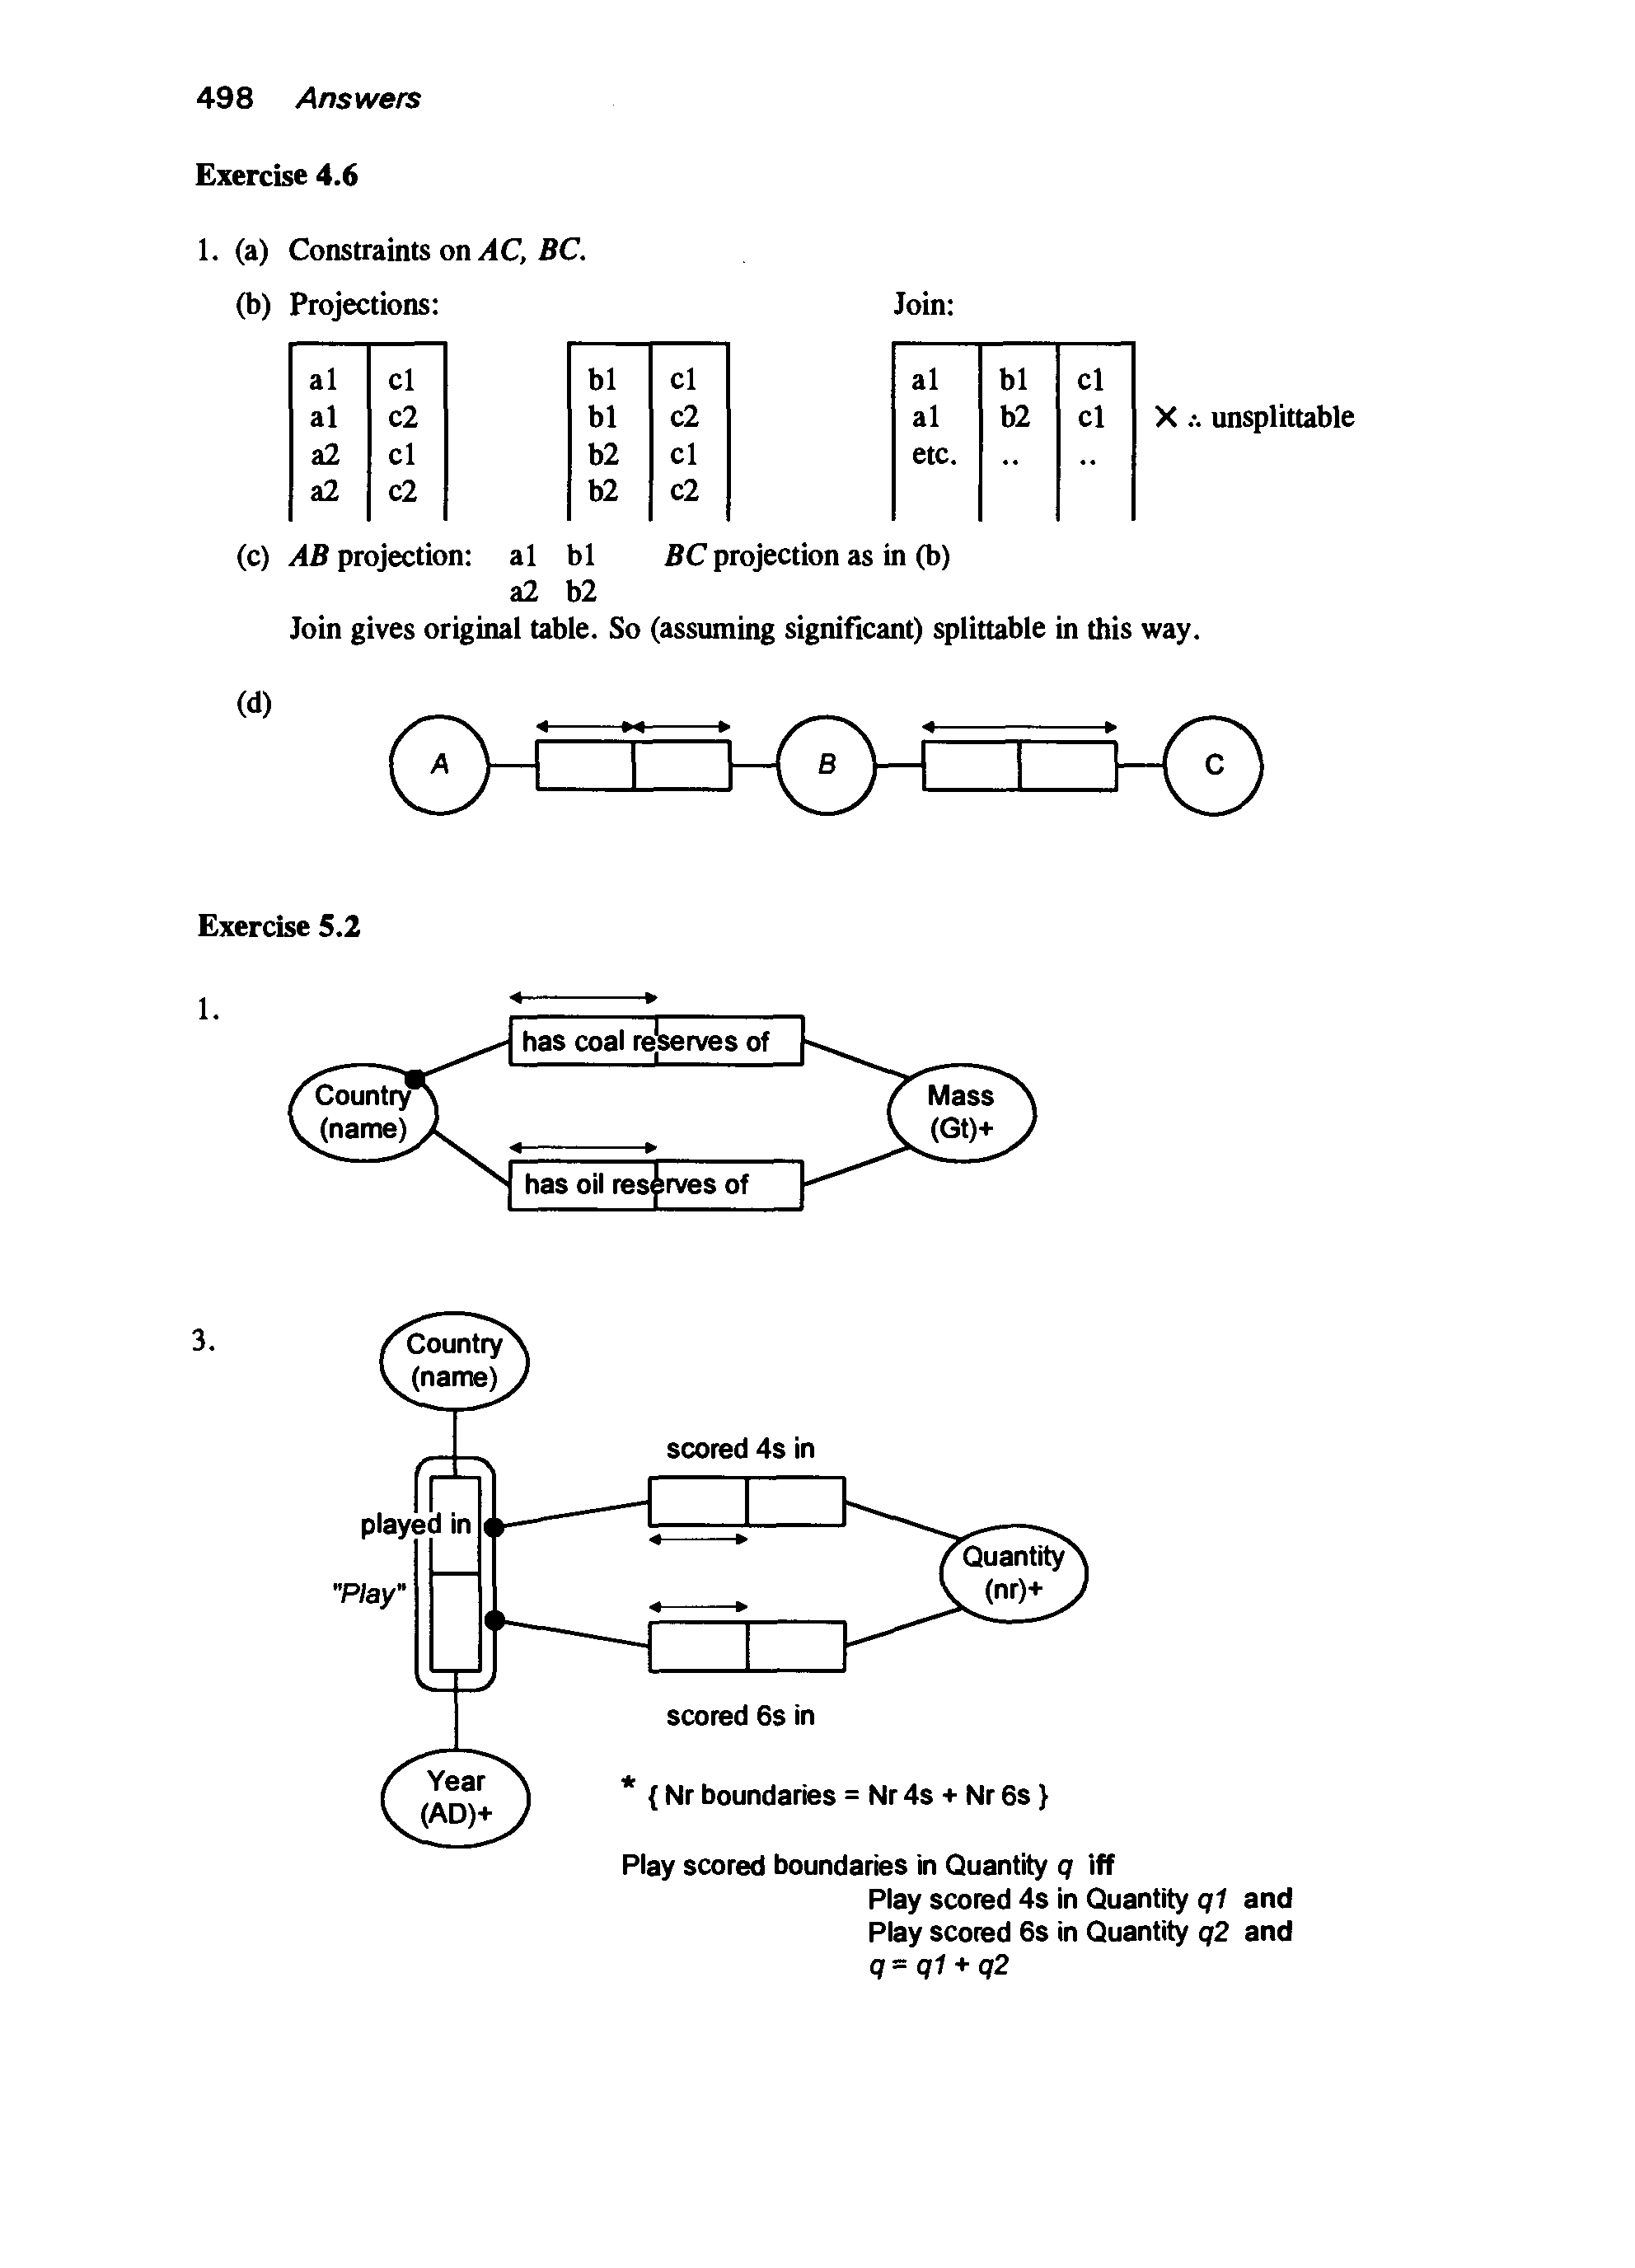 498 Answers
Exercise 4.6
1. (a) Constraints on AC, BC.
(b) Projections: Join:
a1 c1 b1 c1 a1 b1 c1
a1 c2 b1 c2 a1 b2 c1 X ∴ unsplittable
a2 c1 b2 c1 etc. .. ..
a2 c2 b2 c2
(c) AB projection: a1 b1 BC projection as in (b)
a2 b2
Join gives original table. So (assuming significant) splittable in this way.
(d)
A B C
Exercise 5.2
1.
has coal reserves of
Country
(name)
Mass
(Gt)+
has oil reserves of
3.
Country
(name)
scored 4s in
played in
"Play"
Quantity
(nr)+
scored 6s in
Year
(AD)+
* { Nr boundaries = Nr 4s + Nr 6s }
Play scored boundaries in Quantity q iff
Play scored 4s in Quantity q1 and
Play scored 6s in Quantity q2 and
q = q1 + q2